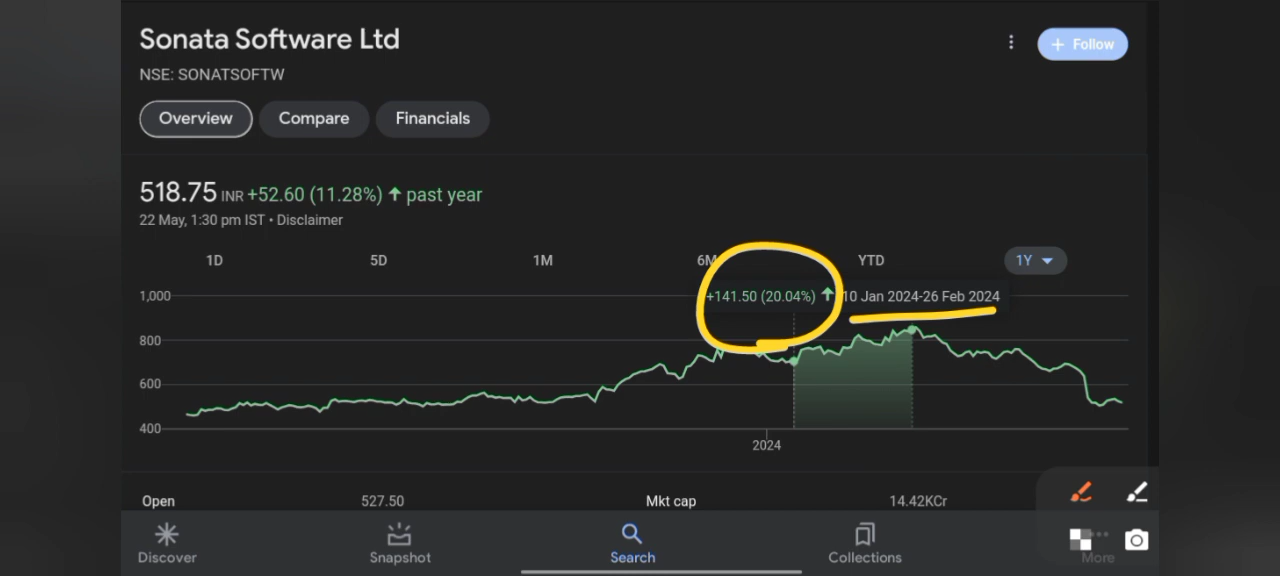 Sonata Software Ltd
+ Follow
NSE: SONATSOFTW
Overview
Compare
Financials
518.75 INR +52.60 (11.28%) ↑ past year
22 May, 1:30 pm IST • Disclaimer
1D
5D
1M
6M
YTD
1Y
+141.50 (20.04%) ↑ 10 Jan 2024-26 Feb 2024
1,000
800
600
400
2024
Open 527.50
Mkt cap 14.42KCr
Discover
Snapshot
Search
Collections
More